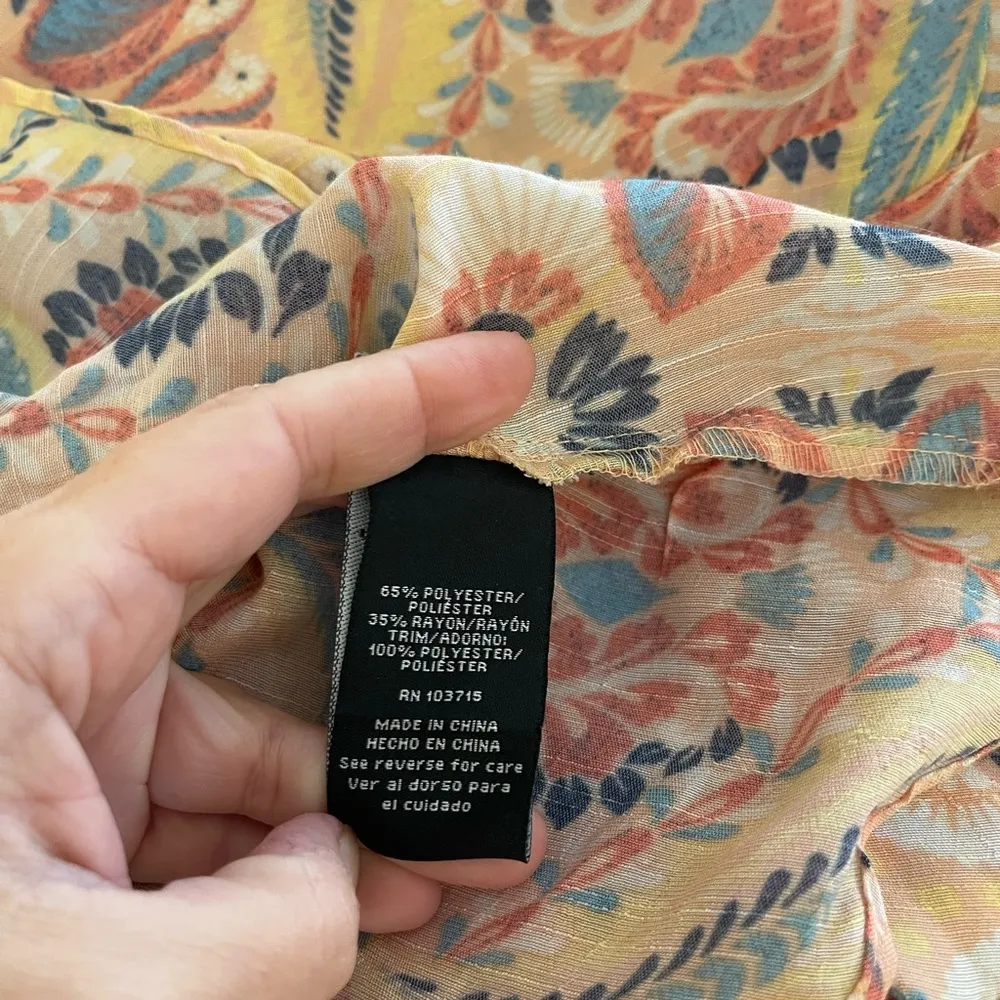 65% POLYESTER/
POLIÉSTER
35% RAYON/RAYÓN
TRIM/ADORNO:
100% POLYESTER/
POLIÉSTER
RN 103715
MADE IN CHINA
HECHO EN CHINA
See reverse for care
Ver al dorso para
el cuidado